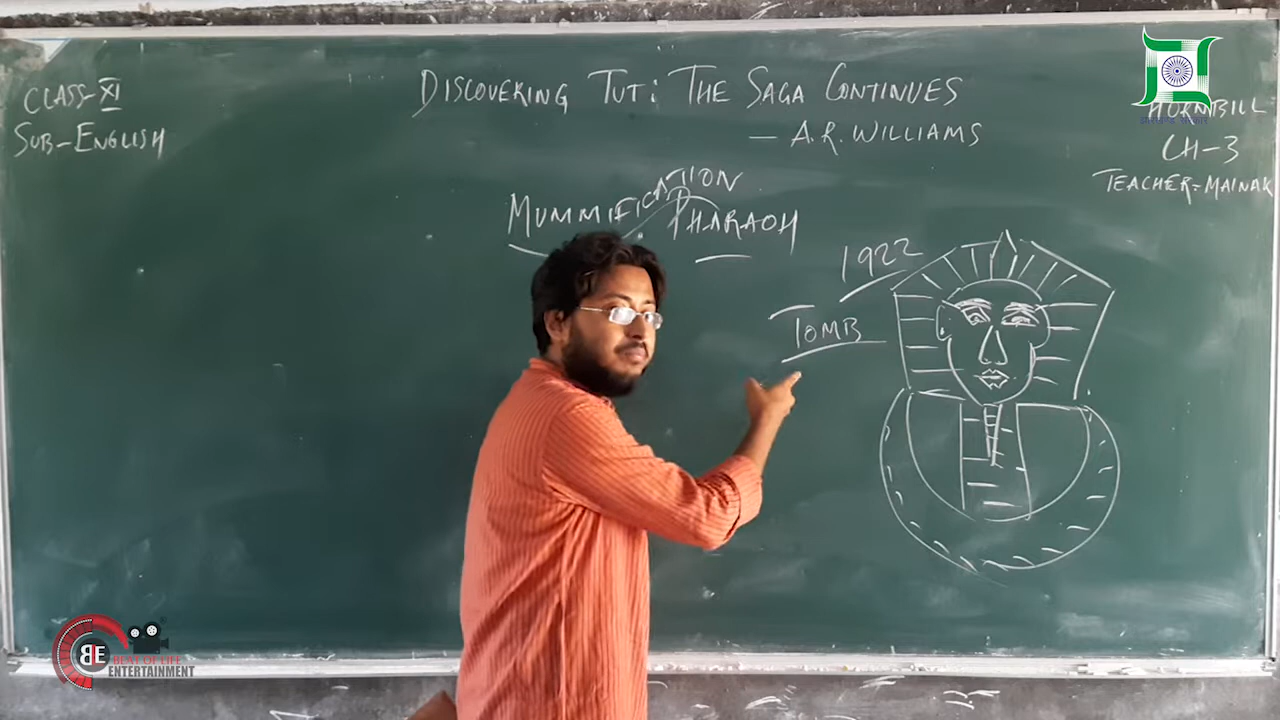 CLASS-XI
SUB-ENGLISH
DISCOVERING TUT: THE SAGA CONTINUES
- A.R. WILLIAMS
HORNBILL
CH-3
TEACHER-MAINAK
MUMMIFICATION
PHARAOH
1922
TOMB
BLE
BEAT OF LIFE
ENTERTAINMENT